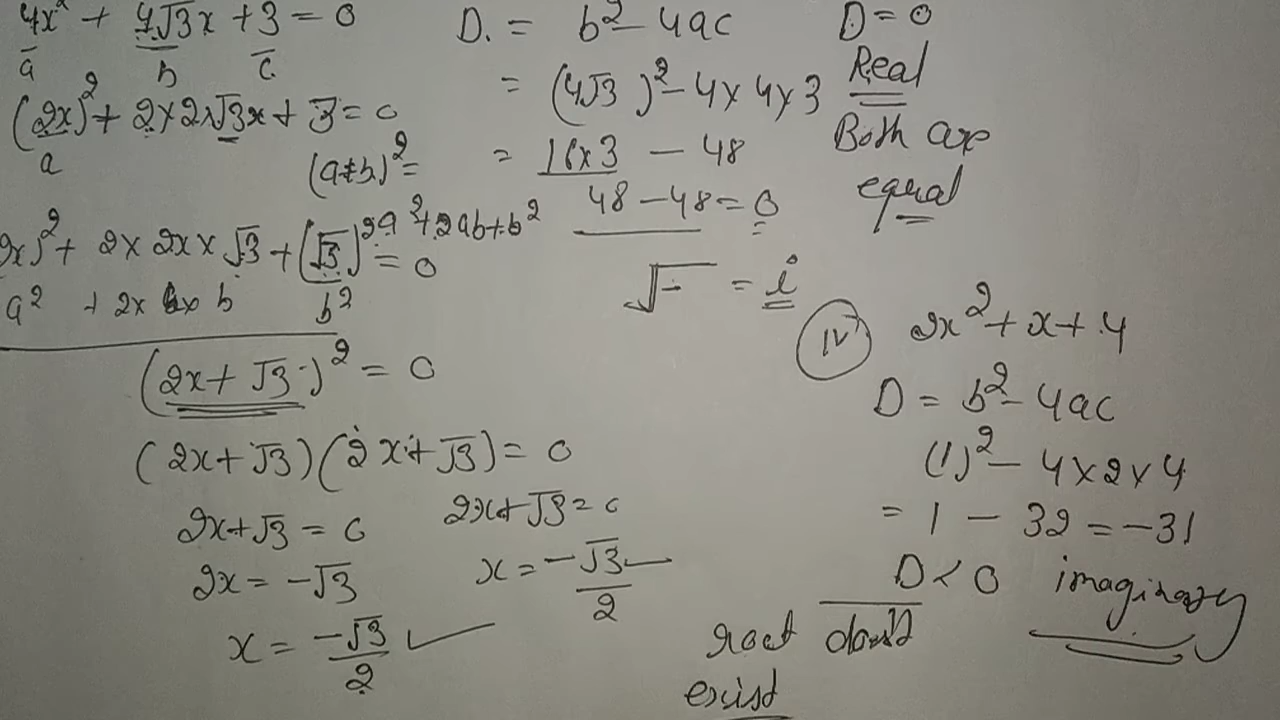 4x² + 4√3x + 3 = 0
a b c
(2x)² + 2×2×√3x + 3 = 0
a
(a+b)² =
a² + 2ab + b²
2x)² + 2× 2x× √3 + (√3)² = 0
a² + 2× a× b b²
(2x + √3)² = 0
(2x + √3)(2x + √3) = 0
2x + √3 = 0 2x + √3 = 0
2x = -√3 x = -√3/2
x = -√3/2
D. = b² - 4ac
= (4√3)² - 4×4×3
= 16×3 - 48
48 - 48 = 0
√- = i
D = 0
Real
Both are
equal
IV 2x² + x + 4
D = b² - 4ac
(1)² - 4×2×4
= 1 - 32 = -31
D < 0 imaginary
root don't
exist